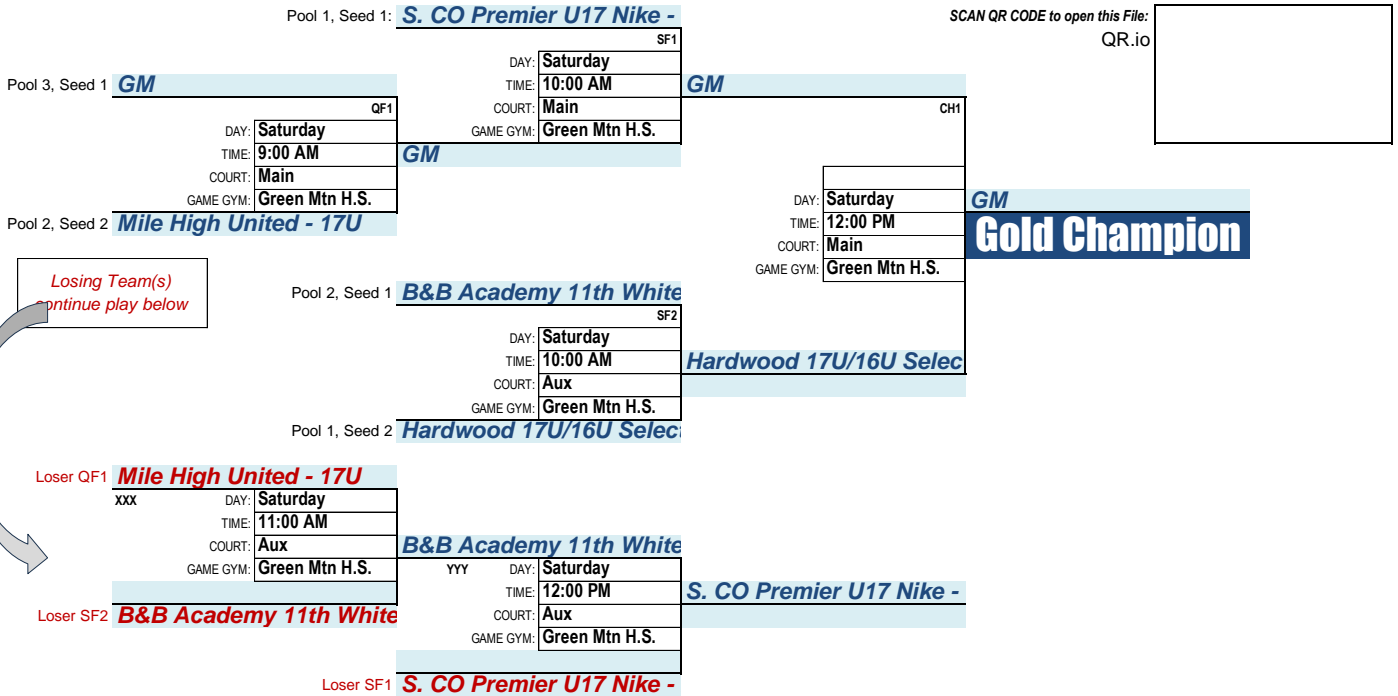 Pool 1, Seed 1: S. CO Premier U17 Nike -
SCAN QR CODE to open this File:
QR.io
SF1
DAY: Saturday
TIME: 10:00 AM
COURT: Main
GAME GYM: Green Mtn H.S.
Pool 3, Seed 1 GM
QF1
DAY: Saturday
TIME: 9:00 AM
COURT: Main
GAME GYM: Green Mtn H.S.
Pool 2, Seed 2 Mile High United - 17U
GM
GM
CH1
DAY: Saturday
TIME: 12:00 PM
COURT: Main
GAME GYM: Green Mtn H.S.
GM
Gold Champion
Losing Team(s)
continue play below
Pool 2, Seed 1 B&B Academy 11th White
SF2
DAY: Saturday
TIME: 10:00 AM
COURT: Aux
GAME GYM: Green Mtn H.S.
Pool 1, Seed 2 Hardwood 17U/16U Selec
Hardwood 17U/16U Selec
Loser QF1 Mile High United - 17U
XXX
DAY: Saturday
TIME: 11:00 AM
COURT: Aux
GAME GYM: Green Mtn H.S.
Loser SF2 B&B Academy 11th White
B&B Academy 11th White
YYY
DAY: Saturday
TIME: 12:00 PM
COURT: Aux
GAME GYM: Green Mtn H.S.
Loser SF1 S. CO Premier U17 Nike -
S. CO Premier U17 Nike -